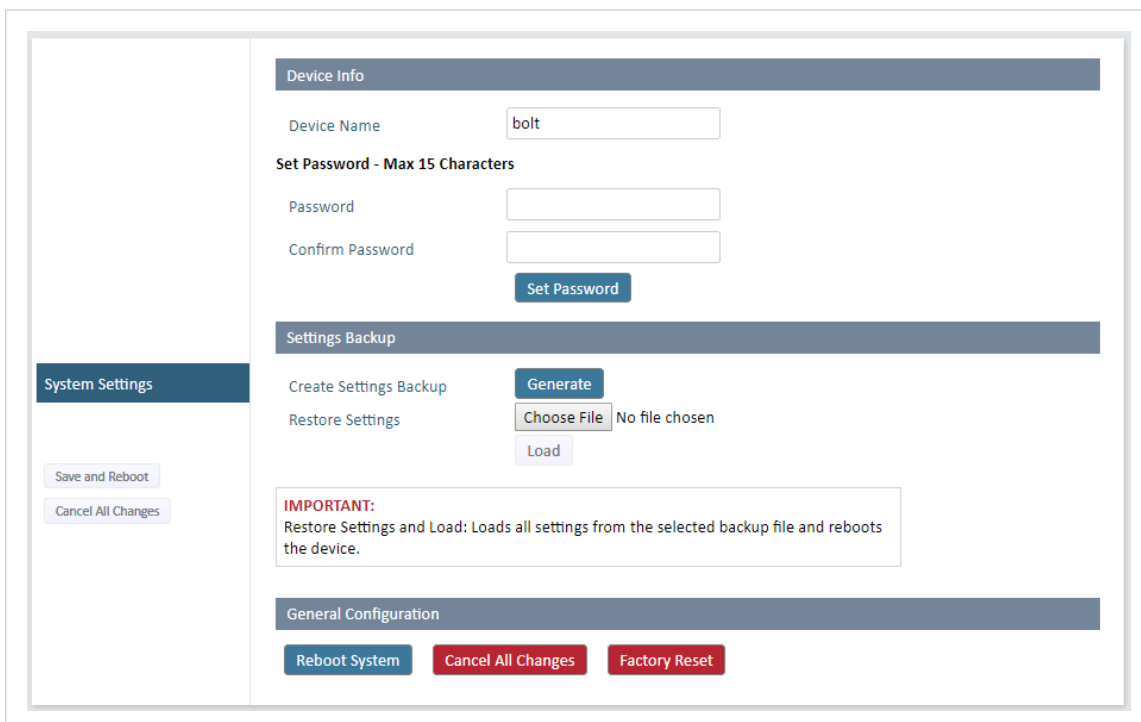 Device Info
Device Name bolt
Set Password - Max 15 Characters
Password
Confirm Password
Set Password
Settings Backup
System Settings
Create Settings Backup Generate
Restore Settings Choose File No file chosen
Load
Save and Reboot
Cancel All Changes
IMPORTANT:
Restore Settings and Load: Loads all settings from the selected backup file and reboots
the device.
General Configuration
Reboot System Cancel All Changes Factory Reset